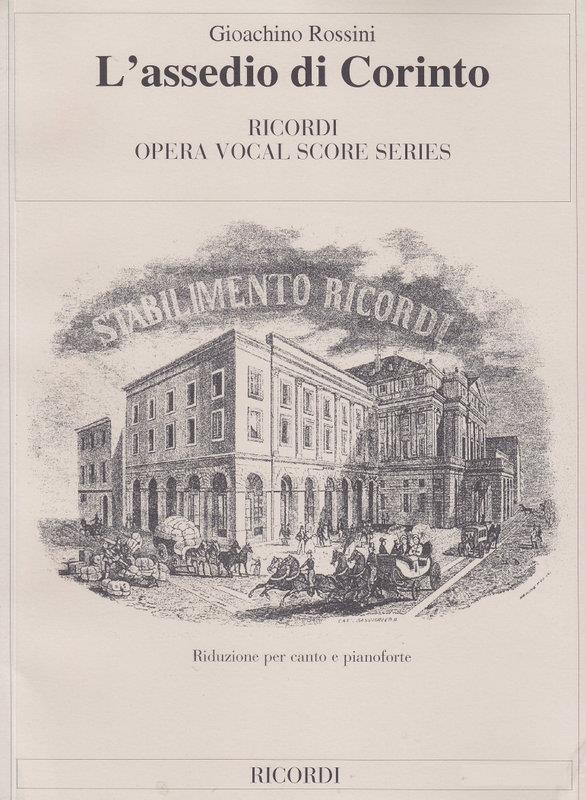 Gioachino Rossini
L'assedio di Corinto
RICORDI
OPERA VOCAL SCORE SERIES
STABILIMENTO RICORDI
Riduzione per canto e pianoforte
RICORDI